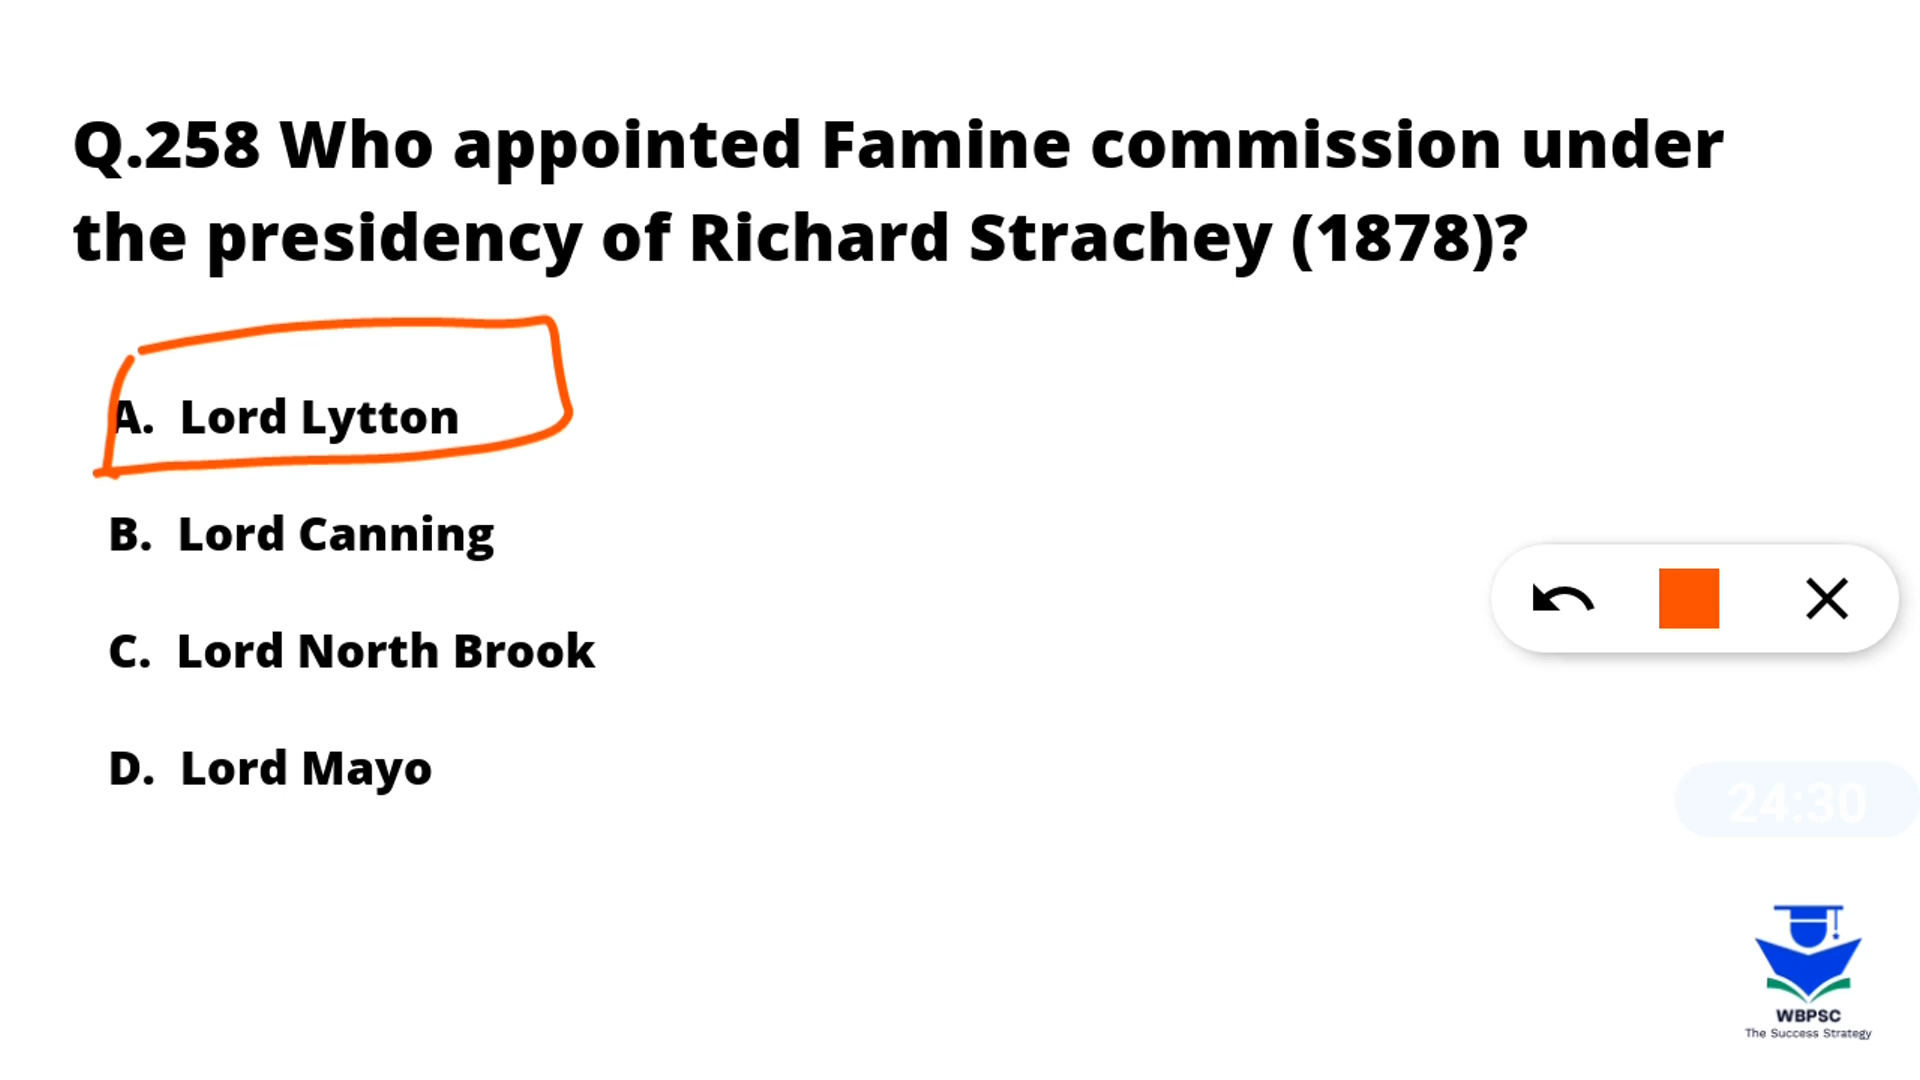 Q.258 Who appointed Famine commission under
the presidency of Richard Strachey (1878)?
A. Lord Lytton
B. Lord Canning
C. Lord North Brook
D. Lord Mayo
24:30
WBPSC
The Success Strategy